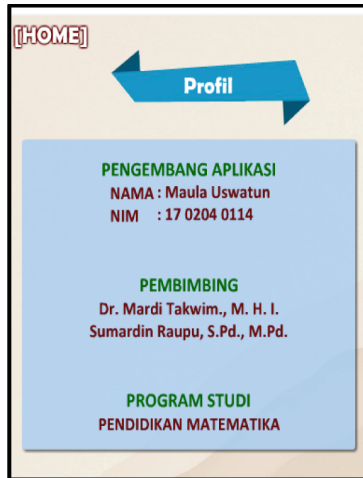 [HOME]
Profil
PENGEMBANG APLIKASI
NAMA : Maula Uswatun
NIM : 17 0204 0114
PEMBIMBING
Dr. Mardi Takwim., M. H. I.
Sumardin Raupu, S.Pd., M.Pd.
PROGRAM STUDI
PENDIDIKAN MATEMATIKA